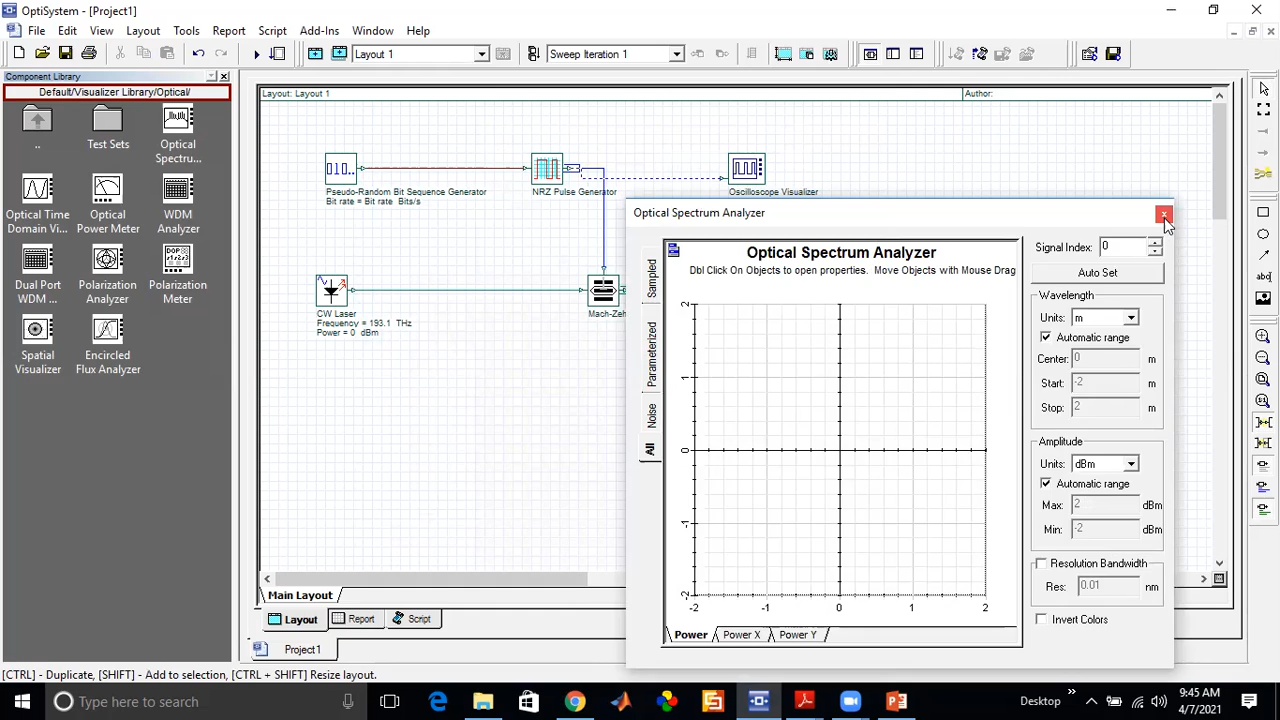 OptiSystem - [Project1]
File Edit View Layout Tools Report Script Add-Ins Window Help
Layout 1
Sweep Iteration 1
Component Library
Default/Visualizer Library/Optical/
..
Test Sets
Optical Spectru...
Optical Time Domain Vi...
Optical Power Meter
WDM Analyzer
Dual Port WDM ...
Polarization Analyzer
Polarization Meter
Spatial Visualizer
Encircled Flux Analyzer
Layout: Layout 1
Author:
Pseudo-Random Bit Sequence Generator
Bit rate = Bit rate Bits/s
NRZ Pulse Generator
Oscilloscope Visualizer
CW Laser
Frequency = 193.1 THz
Power = 0 dBm
Mach-Zeh
Optical Spectrum Analyzer
Sampled
Parameterized
Noise
All
Optical Spectrum Analyzer
Dbl Click On Objects to open properties. Move Objects with Mouse Drag
2
1
0
-1
-2
-2 -1 0 1 2
Power Power X Power Y
Signal Index: 0
Auto Set
Wavelength
Units: m
Automatic range
Center: 0 m
Start: -2 m
Stop: 2 m
Amplitude
Units: dBm
Automatic range
Max: 2 dBm
Min: -2 dBm
Resolution Bandwidth
Res: 0.01 nm
Invert Colors
Main Layout
Layout Report Script
Project1
[CTRL] - Duplicate, [SHIFT] - Add to selection, [CTRL + SHIFT] Resize layout.
Type here to search
Desktop
9:45 AM
4/7/2021